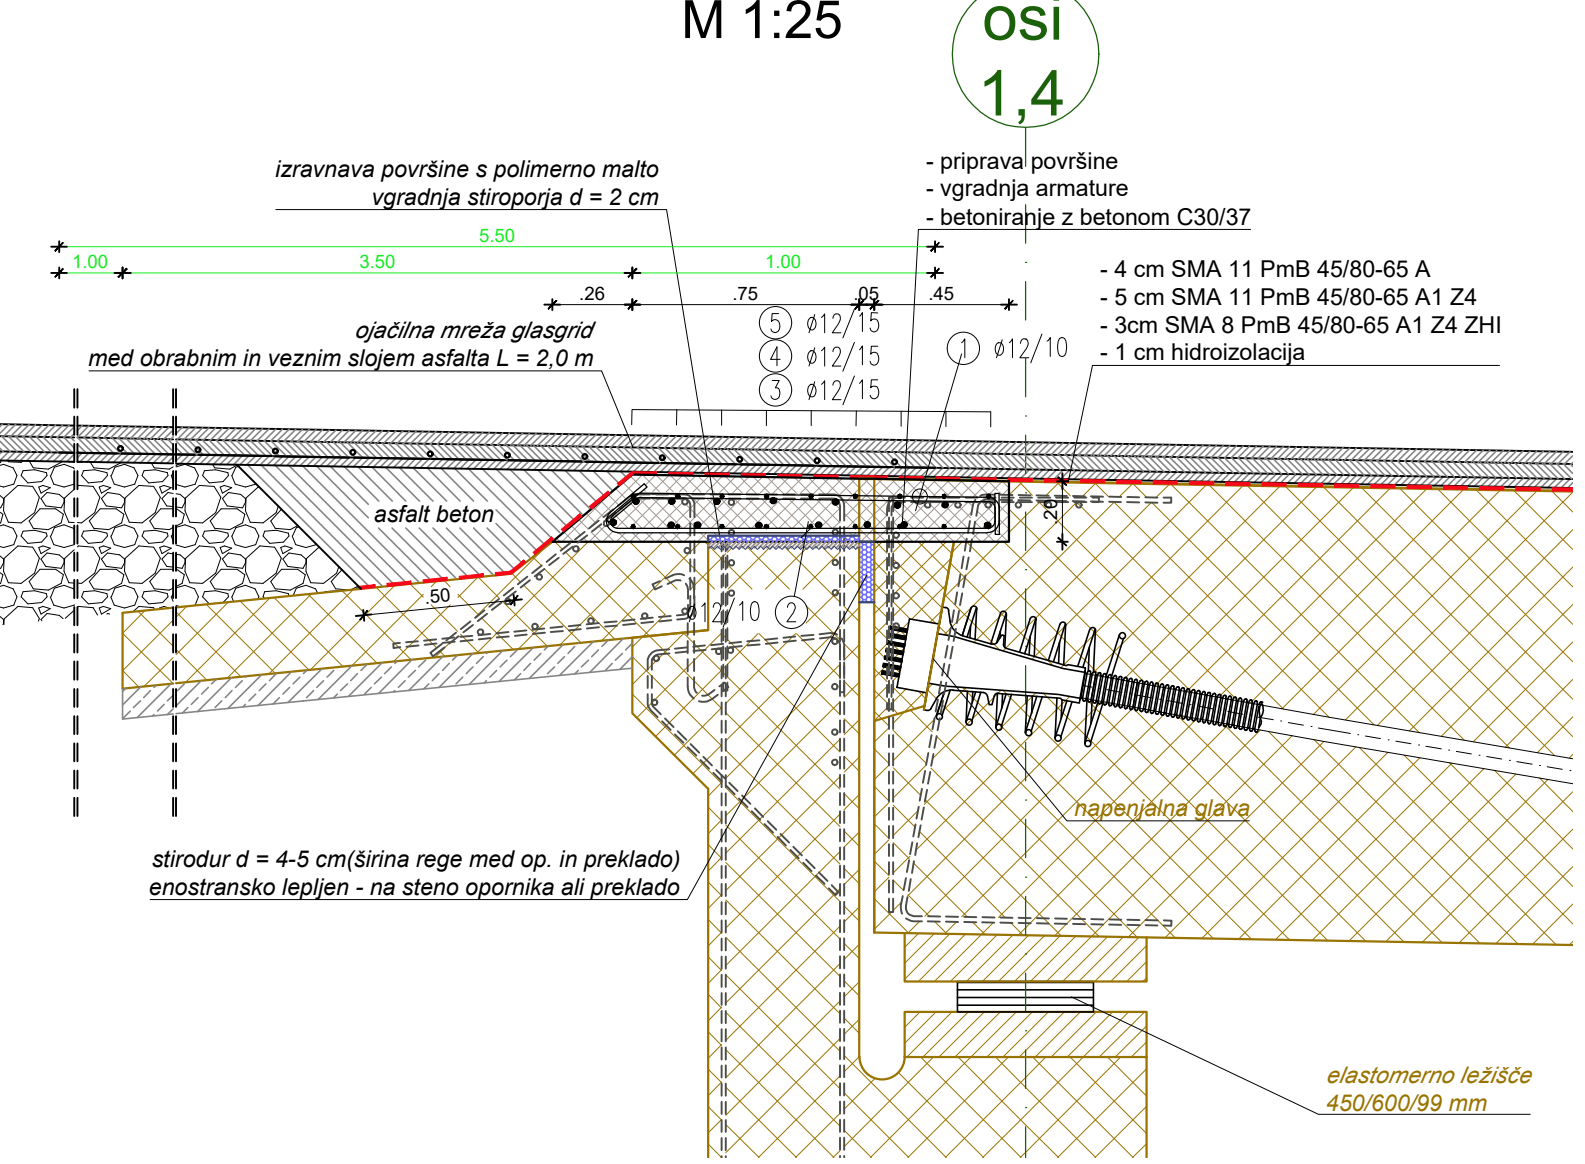 M 1:25
osi
1,4
izravnava površine s polimerno malto
vgradnja stiroporja d = 2 cm
- priprava površine
- vgradnja armature
- betoniranje z betonom C30/37
5.50
1.00
3.50
1.00
- 4 cm SMA 11 PmB 45/80-65 A
- 5 cm SMA 11 PmB 45/80-65 A1 Z4
- 3cm SMA 8 PmB 45/80-65 A1 Z4 ZHI
- 1 cm hidroizolacija
.26
.75
.05
.45
ojačilna mreža glasgrid
med obrabnim in veznim slojem asfalta L = 2,0 m
5 ø12/15
4 ø12/15
3 ø12/15
1 ø12/10
asfalt beton
.20
.50
ø12/10 2
napenjalna glava
stirodur d = 4-5 cm(širina rege med op. in preklado)
enostransko lepljen - na steno opornika ali preklado
elastomerno ležišče
450/600/99 mm